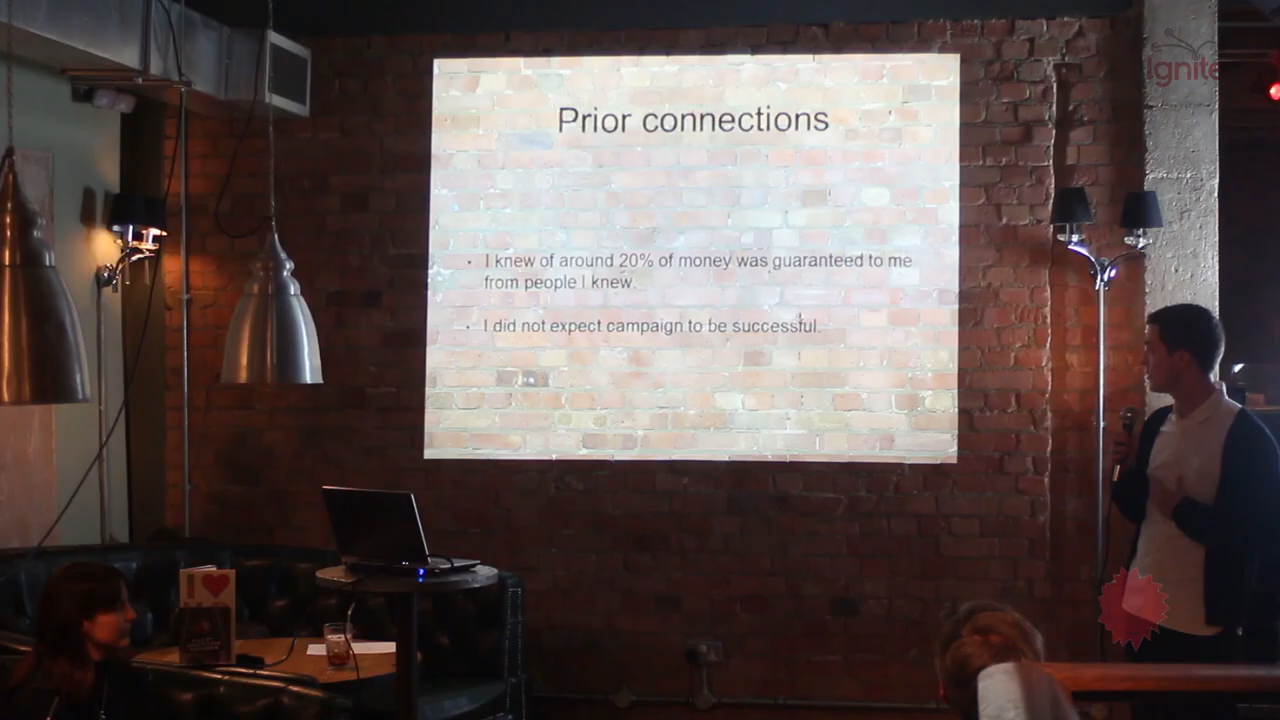 Ignite
Prior connections
• I knew of around 20% of money was guaranteed to me
from people I knew.
• I did not expect campaign to be successful.
I ♥